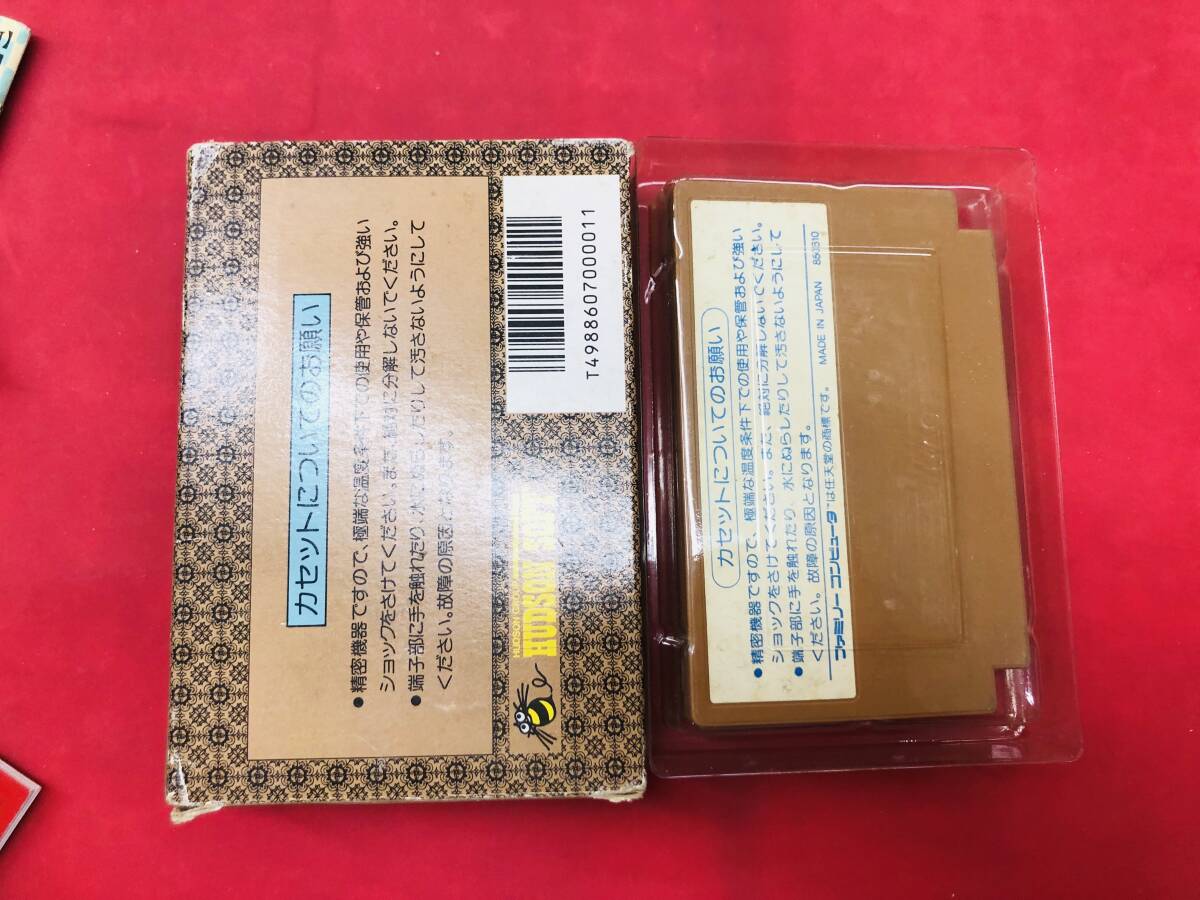 カセットについてのお願い
●精密機器ですので、極端な温度条件下での使用や保管および強い
ショックをさけてください。また、絶対に分解しないでください。
●端子部に手を触れたり、水にぬらしたりして汚さないようにして
ください。故障の原因となります。
T4988607000011
HUDSON SOFT
カセットについてのお願い
●精密機器ですので、極端な温度条件下での使用や保管および強い
ショックをさけてください。また、絶対に分解しないでください。
●端子部に手を触れたり、水にぬらしたりして汚さないようにして
ください。故障の原因となります。
ファミリー コンピュータ™は任天堂の商標です。 MADE IN JAPAN 860310